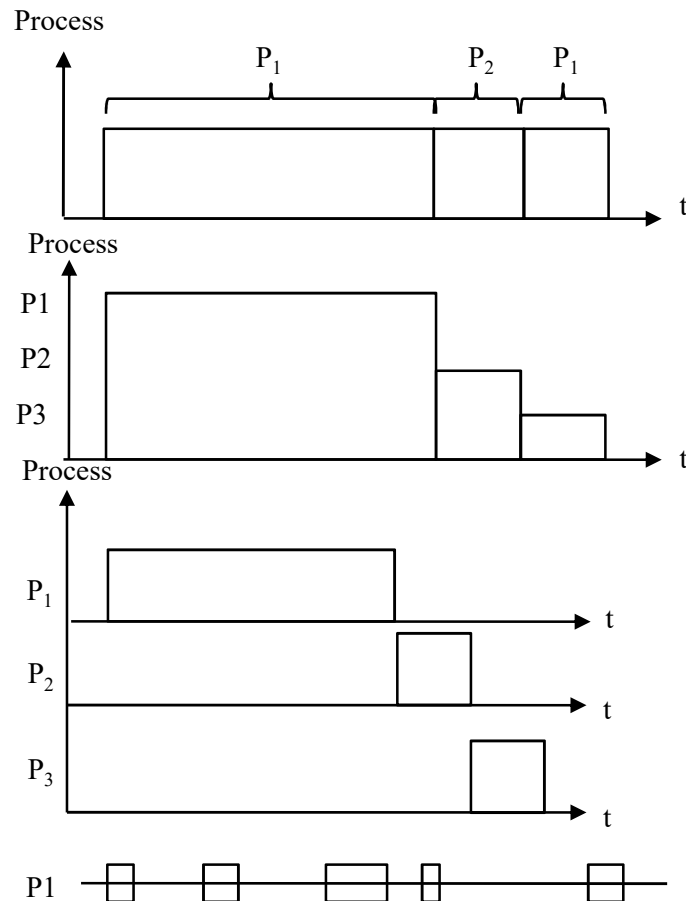 Process
P₁ P₂ P₁
t
Process
P1
P2
P3
t
Process
P₁
t
P₂
t
P₃
t
P1